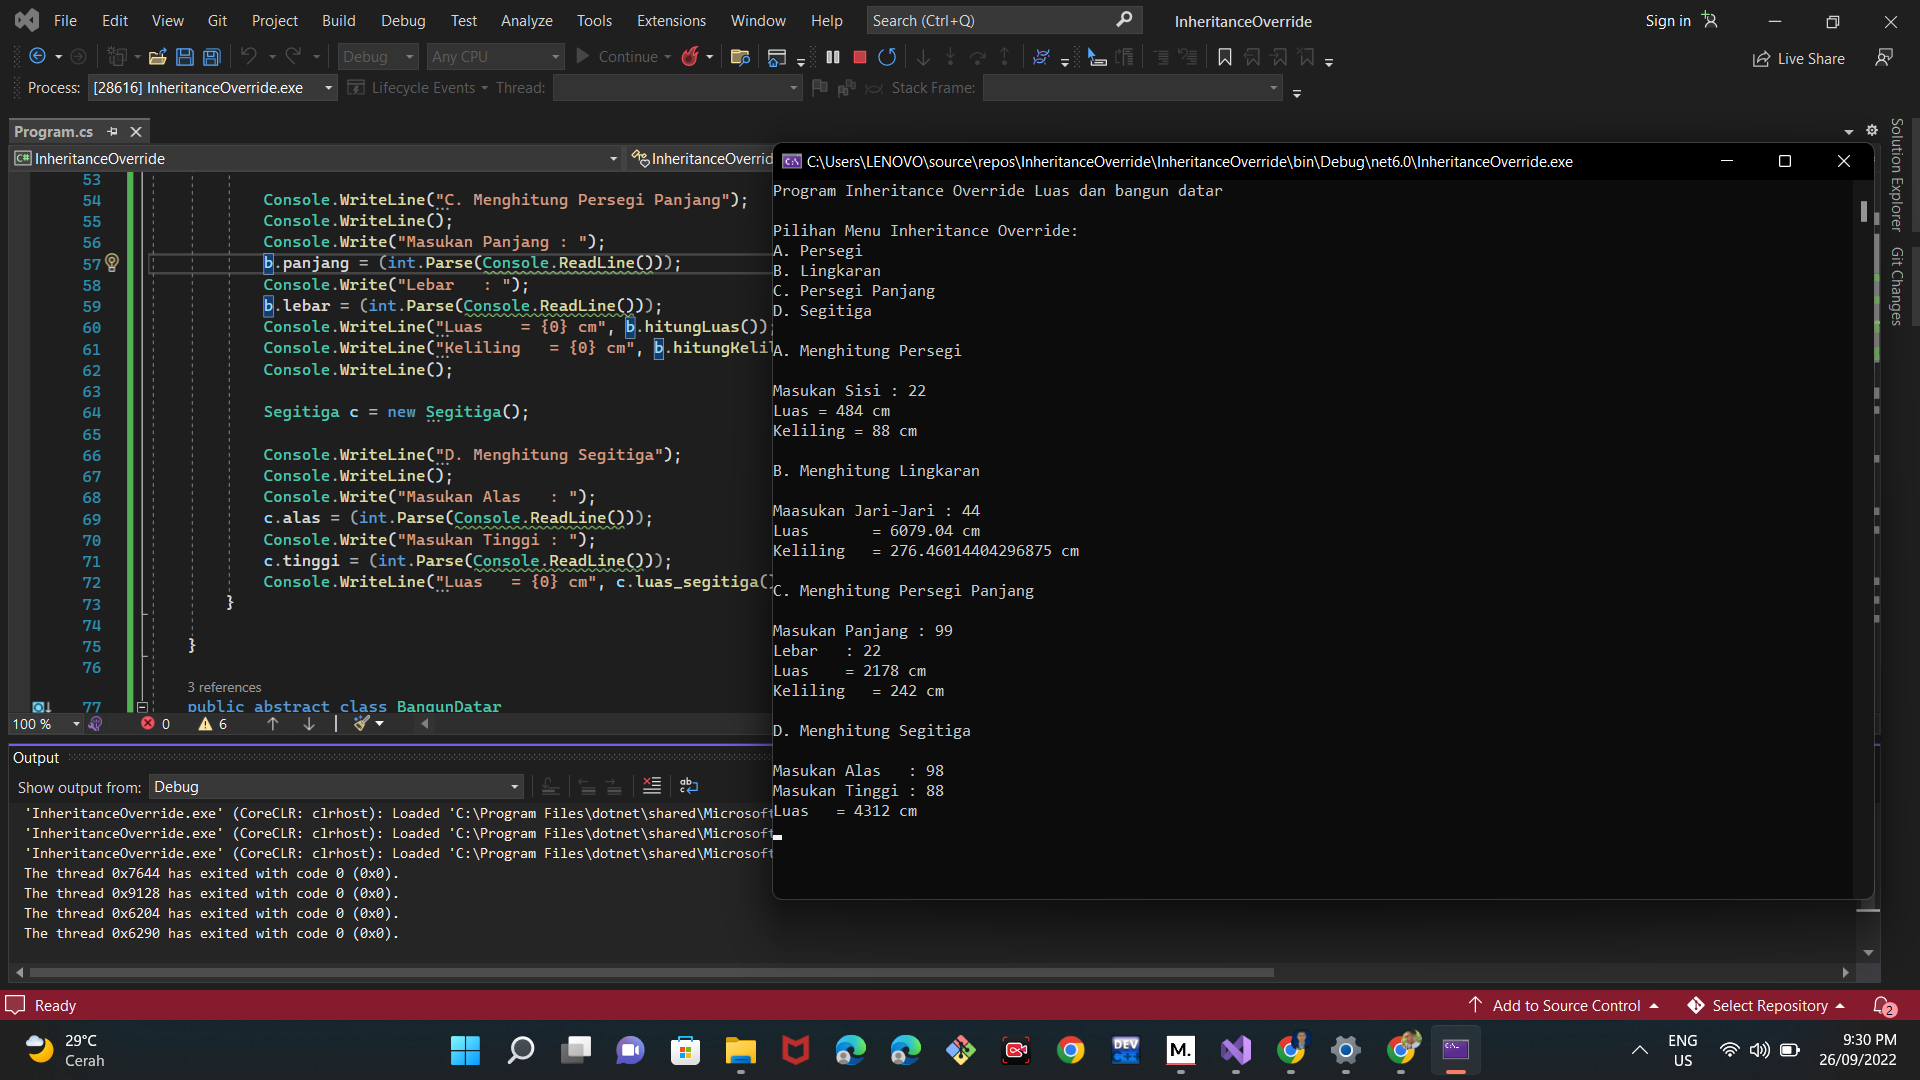 File Edit View Git Project Build Debug Test Analyze Tools Extensions Window Help Search (Ctrl+Q) InheritanceOverride Sign in
Debug Any CPU Continue Live Share
Process: [28616] InheritanceOverride.exe Lifecycle Events Thread: Stack Frame:
Program.cs
C# InheritanceOverride InheritanceOverrid
53
54 Console.WriteLine("C. Menghitung Persegi Panjang");
55 Console.WriteLine();
56 Console.Write("Masukan Panjang : ");
57 b.panjang = (int.Parse(Console.ReadLine()));
58 Console.Write("Lebar   : ");
59 b.lebar = (int.Parse(Console.ReadLine()));
60 Console.WriteLine("Luas    = {0} cm", b.hitungLuas());
61 Console.WriteLine("Keliling   = {0} cm", b.hitungKelil
62 Console.WriteLine();
63
64 Segitiga c = new Segitiga();
65
66 Console.WriteLine("D. Menghitung Segitiga");
67 Console.WriteLine();
68 Console.Write("Masukan Alas   : ");
69 c.alas = (int.Parse(Console.ReadLine()));
70 Console.Write("Masukan Tinggi : ");
71 c.tinggi = (int.Parse(Console.ReadLine()));
72 Console.WriteLine("Luas   = {0} cm", c.luas_segitiga()
73 }
74
75 }
76
3 references
77 public abstract class BangunDatar
100 % 0 6
Output
Show output from: Debug
'InheritanceOverride.exe' (CoreCLR: clrhost): Loaded 'C:\Program Files\dotnet\shared\Microsoft
'InheritanceOverride.exe' (CoreCLR: clrhost): Loaded 'C:\Program Files\dotnet\shared\Microsoft
'InheritanceOverride.exe' (CoreCLR: clrhost): Loaded 'C:\Program Files\dotnet\shared\Microsoft
The thread 0x7644 has exited with code 0 (0x0).
The thread 0x9128 has exited with code 0 (0x0).
The thread 0x6204 has exited with code 0 (0x0).
The thread 0x6290 has exited with code 0 (0x0).
C:\Users\LENOVO\source\repos\InheritanceOverride\InheritanceOverride\bin\Debug\net6.0\InheritanceOverride.exe
Program Inheritance Override Luas dan bangun datar
Pilihan Menu Inheritance Override:
A. Persegi
B. Lingkaran
C. Persegi Panjang
D. Segitiga
A. Menghitung Persegi
Masukan Sisi : 22
Luas = 484 cm
Keliling = 88 cm
B. Menghitung Lingkaran
Maasukan Jari-Jari : 44
Luas       = 6079.04 cm
Keliling   = 276.46014404296875 cm
C. Menghitung Persegi Panjang
Masukan Panjang : 99
Lebar   : 22
Luas    = 2178 cm
Keliling   = 242 cm
D. Menghitung Segitiga
Masukan Alas   : 98
Masukan Tinggi : 88
Luas   = 4312 cm
Solution Explorer
Git Changes
Ready Add to Source Control Select Repository 2
29°C
Cerah
DEV C++
M.
ENG
US
9:30 PM
26/09/2022